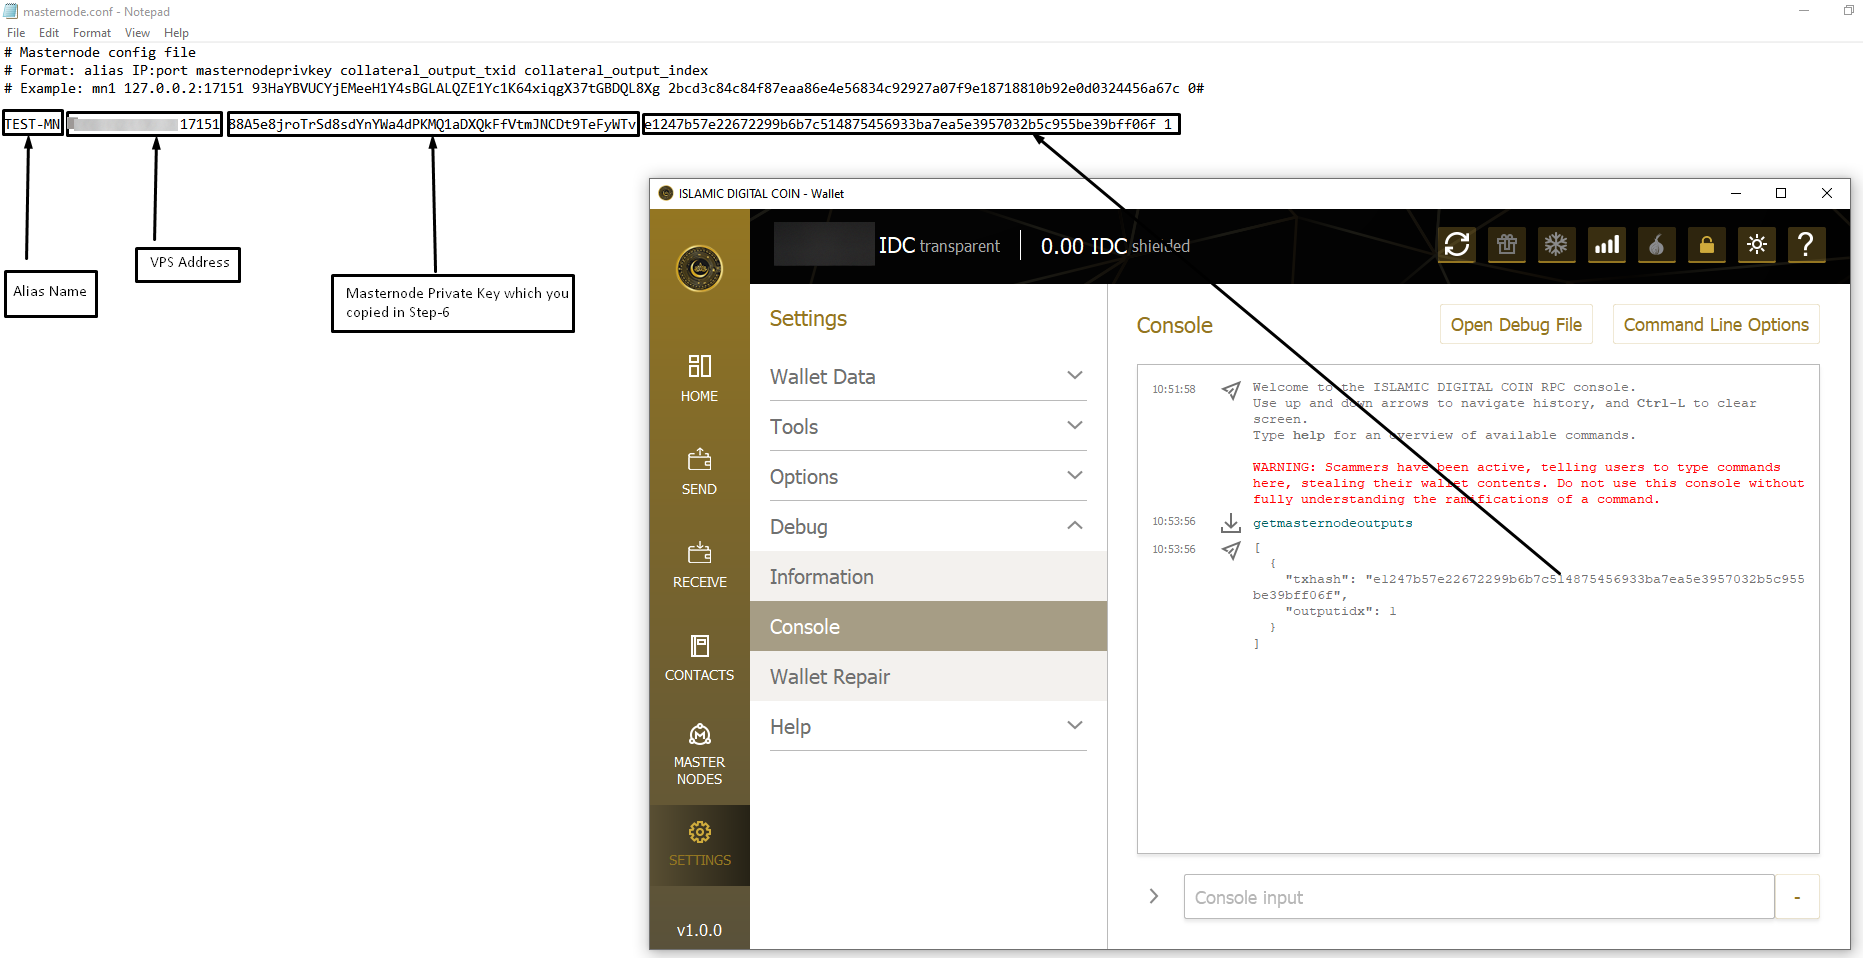 masternode.conf - Notepad
File Edit Format View Help
# Masternode config file
# Format: alias IP:port masternodeprivkey collateral_output_txid collateral_output_index
# Example: mn1 127.0.0.2:17151 93HaYBVUCYjEMeeH1Y4sBGLALQZE1Yc1K64xiqgX37tGBDQL8Xg 2bcd3c84c84f87eaa86e4e56834c92927a07f9e18718810b92e0d0324456a67c 0#
TEST-MN 17151 88A5e8jroTrSd8sdYnYWa4dPKMQ1aDXQkFfVtmJNCDt9TeFyWTv e1247b57e22672299b6b7c514875456933ba7ea5e3957032b5c955be39bff06f 1
Alias Name
VPS Address
Masternode Private Key which you
copied in Step-6
ISLAMIC DIGITAL COIN - Wallet
IDC transparent
0.00 IDC shielded
HOME
SEND
RECEIVE
CONTACTS
MASTER
NODES
SETTINGS
v1.0.0
Settings
Wallet Data
Tools
Options
Debug
Information
Console
Wallet Repair
Help
Console
Open Debug File
Command Line Options
10:51:58
Welcome to the ISLAMIC DIGITAL COIN RPC console.
Use up and down arrows to navigate history, and Ctrl-L to clear
screen.
Type help for an overview of available commands.
WARNING: Scammers have been active, telling users to type commands
here, stealing their wallet contents. Do not use this console without
fully understanding the ramifications of a command.
10:53:56
getmasternodeoutputs
10:53:56
[
{
"txhash": "e1247b57e22672299b6b7c514875456933ba7ea5e3957032b5c955
be39bff06f",
"outputidx": 1
}
]
Console input
-